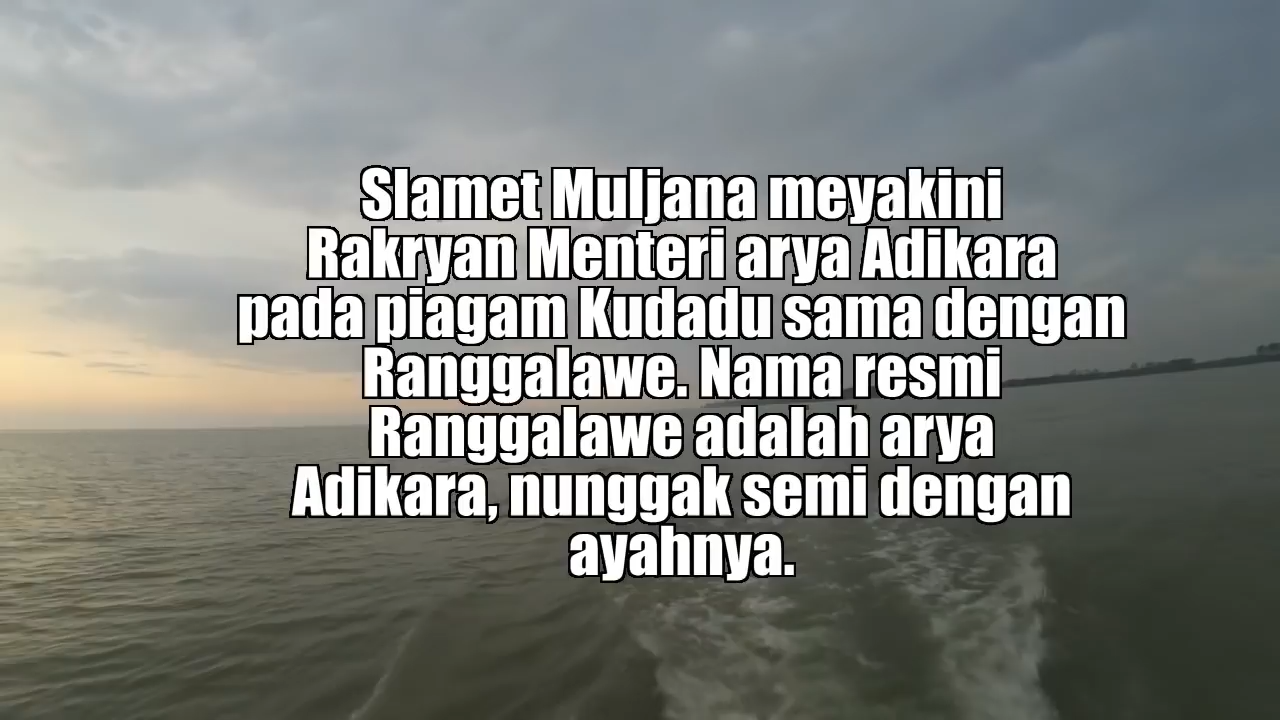 Slamet Muljana meyakini
Rakryan Menteri arya Adikara
pada piagam Kudadu sama dengan
Ranggalawe. Nama resmi
Ranggalawe adalah arya
Adikara, nunggak semi dengan
ayahnya.